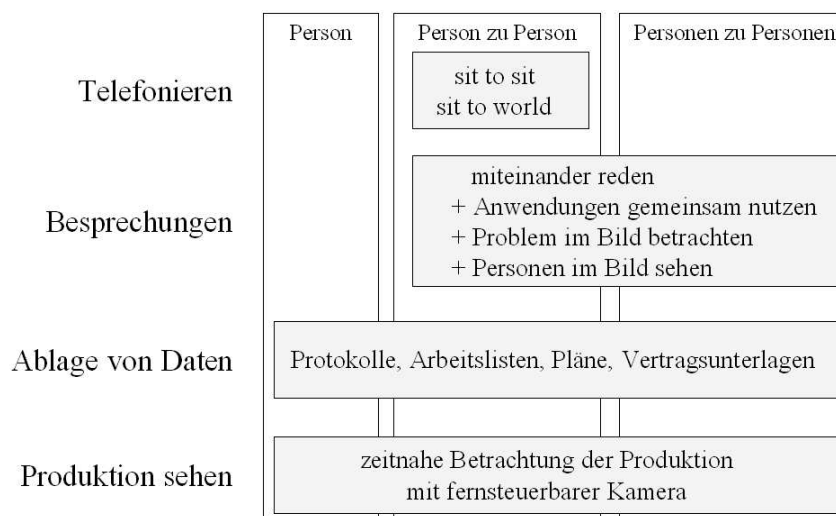 Person
Person zu Person
Personen zu Personen
Telefonieren
sit to sit
sit to world
Besprechungen
miteinander reden
+ Anwendungen gemeinsam nutzen
+ Problem im Bild betrachten
+ Personen im Bild sehen
Ablage von Daten
Protokolle, Arbeitslisten, Pläne, Vertragsunterlagen
Produktion sehen
zeitnahe Betrachtung der Produktion
mit fernsteuerbarer Kamera